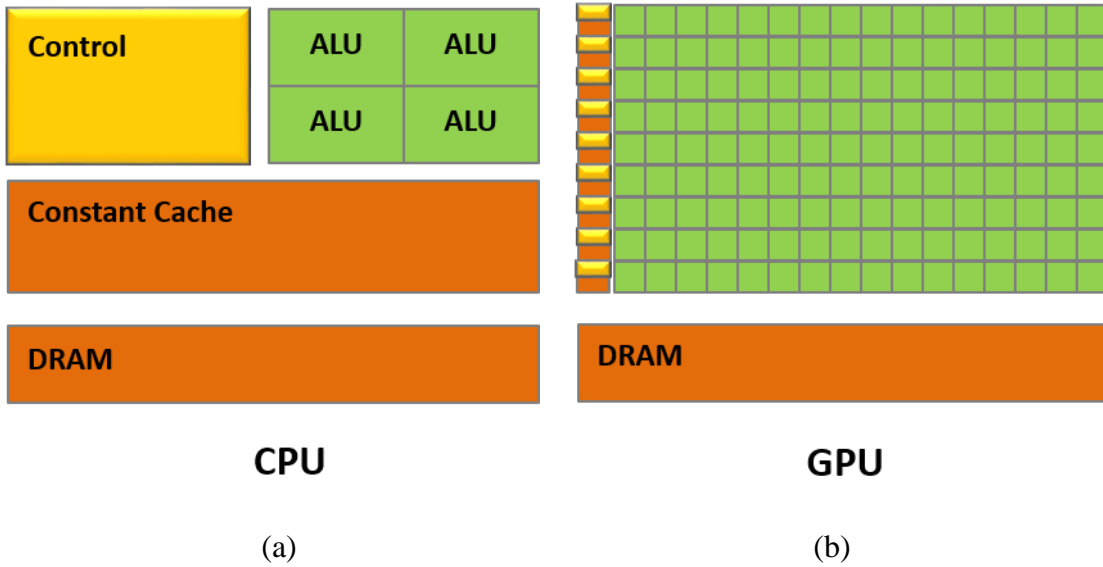 Control
ALU ALU
ALU ALU
Constant Cache
DRAM
CPU
(a)
DRAM
GPU
(b)